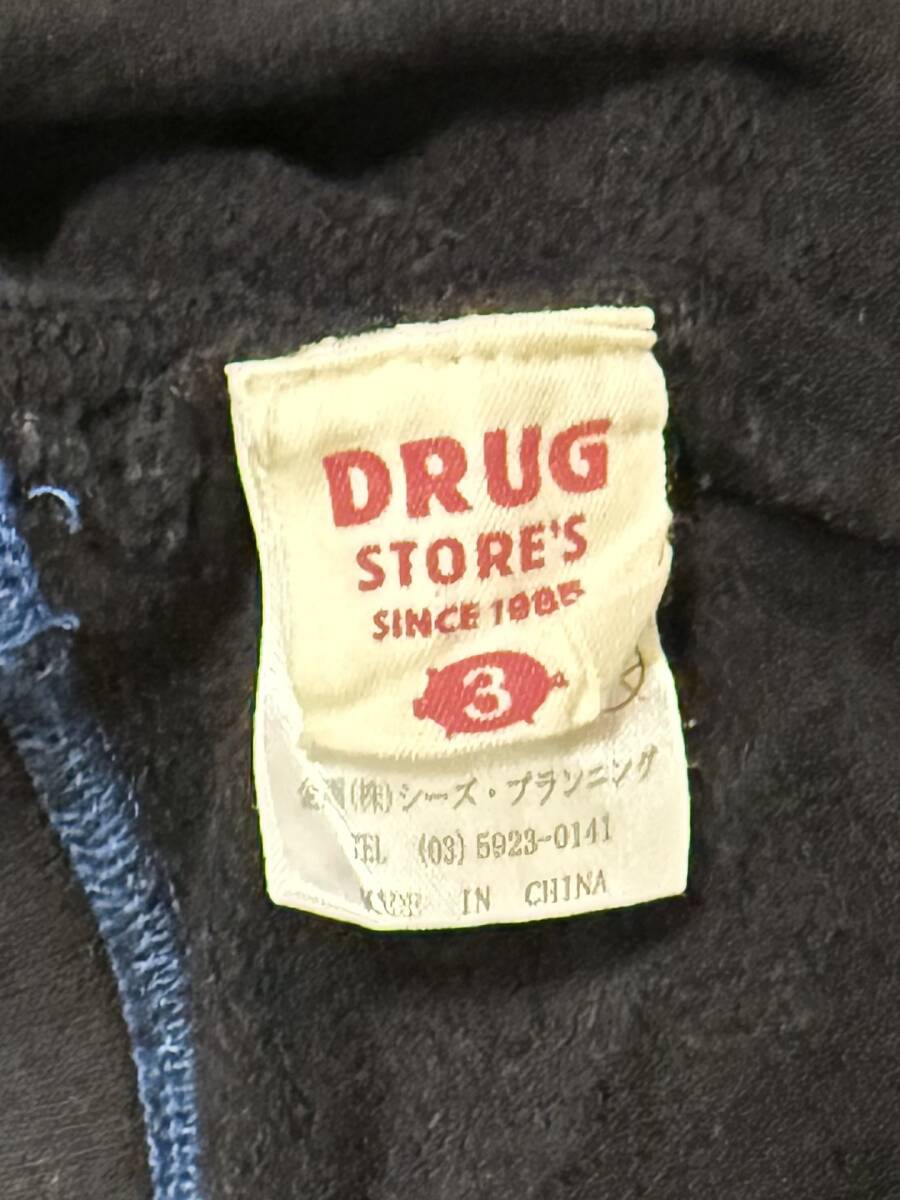 DRUG
STORE'S
SINCE 1985
3
(株)シーズ・プランニング
TEL (03) 5923-0141
IN CHINA